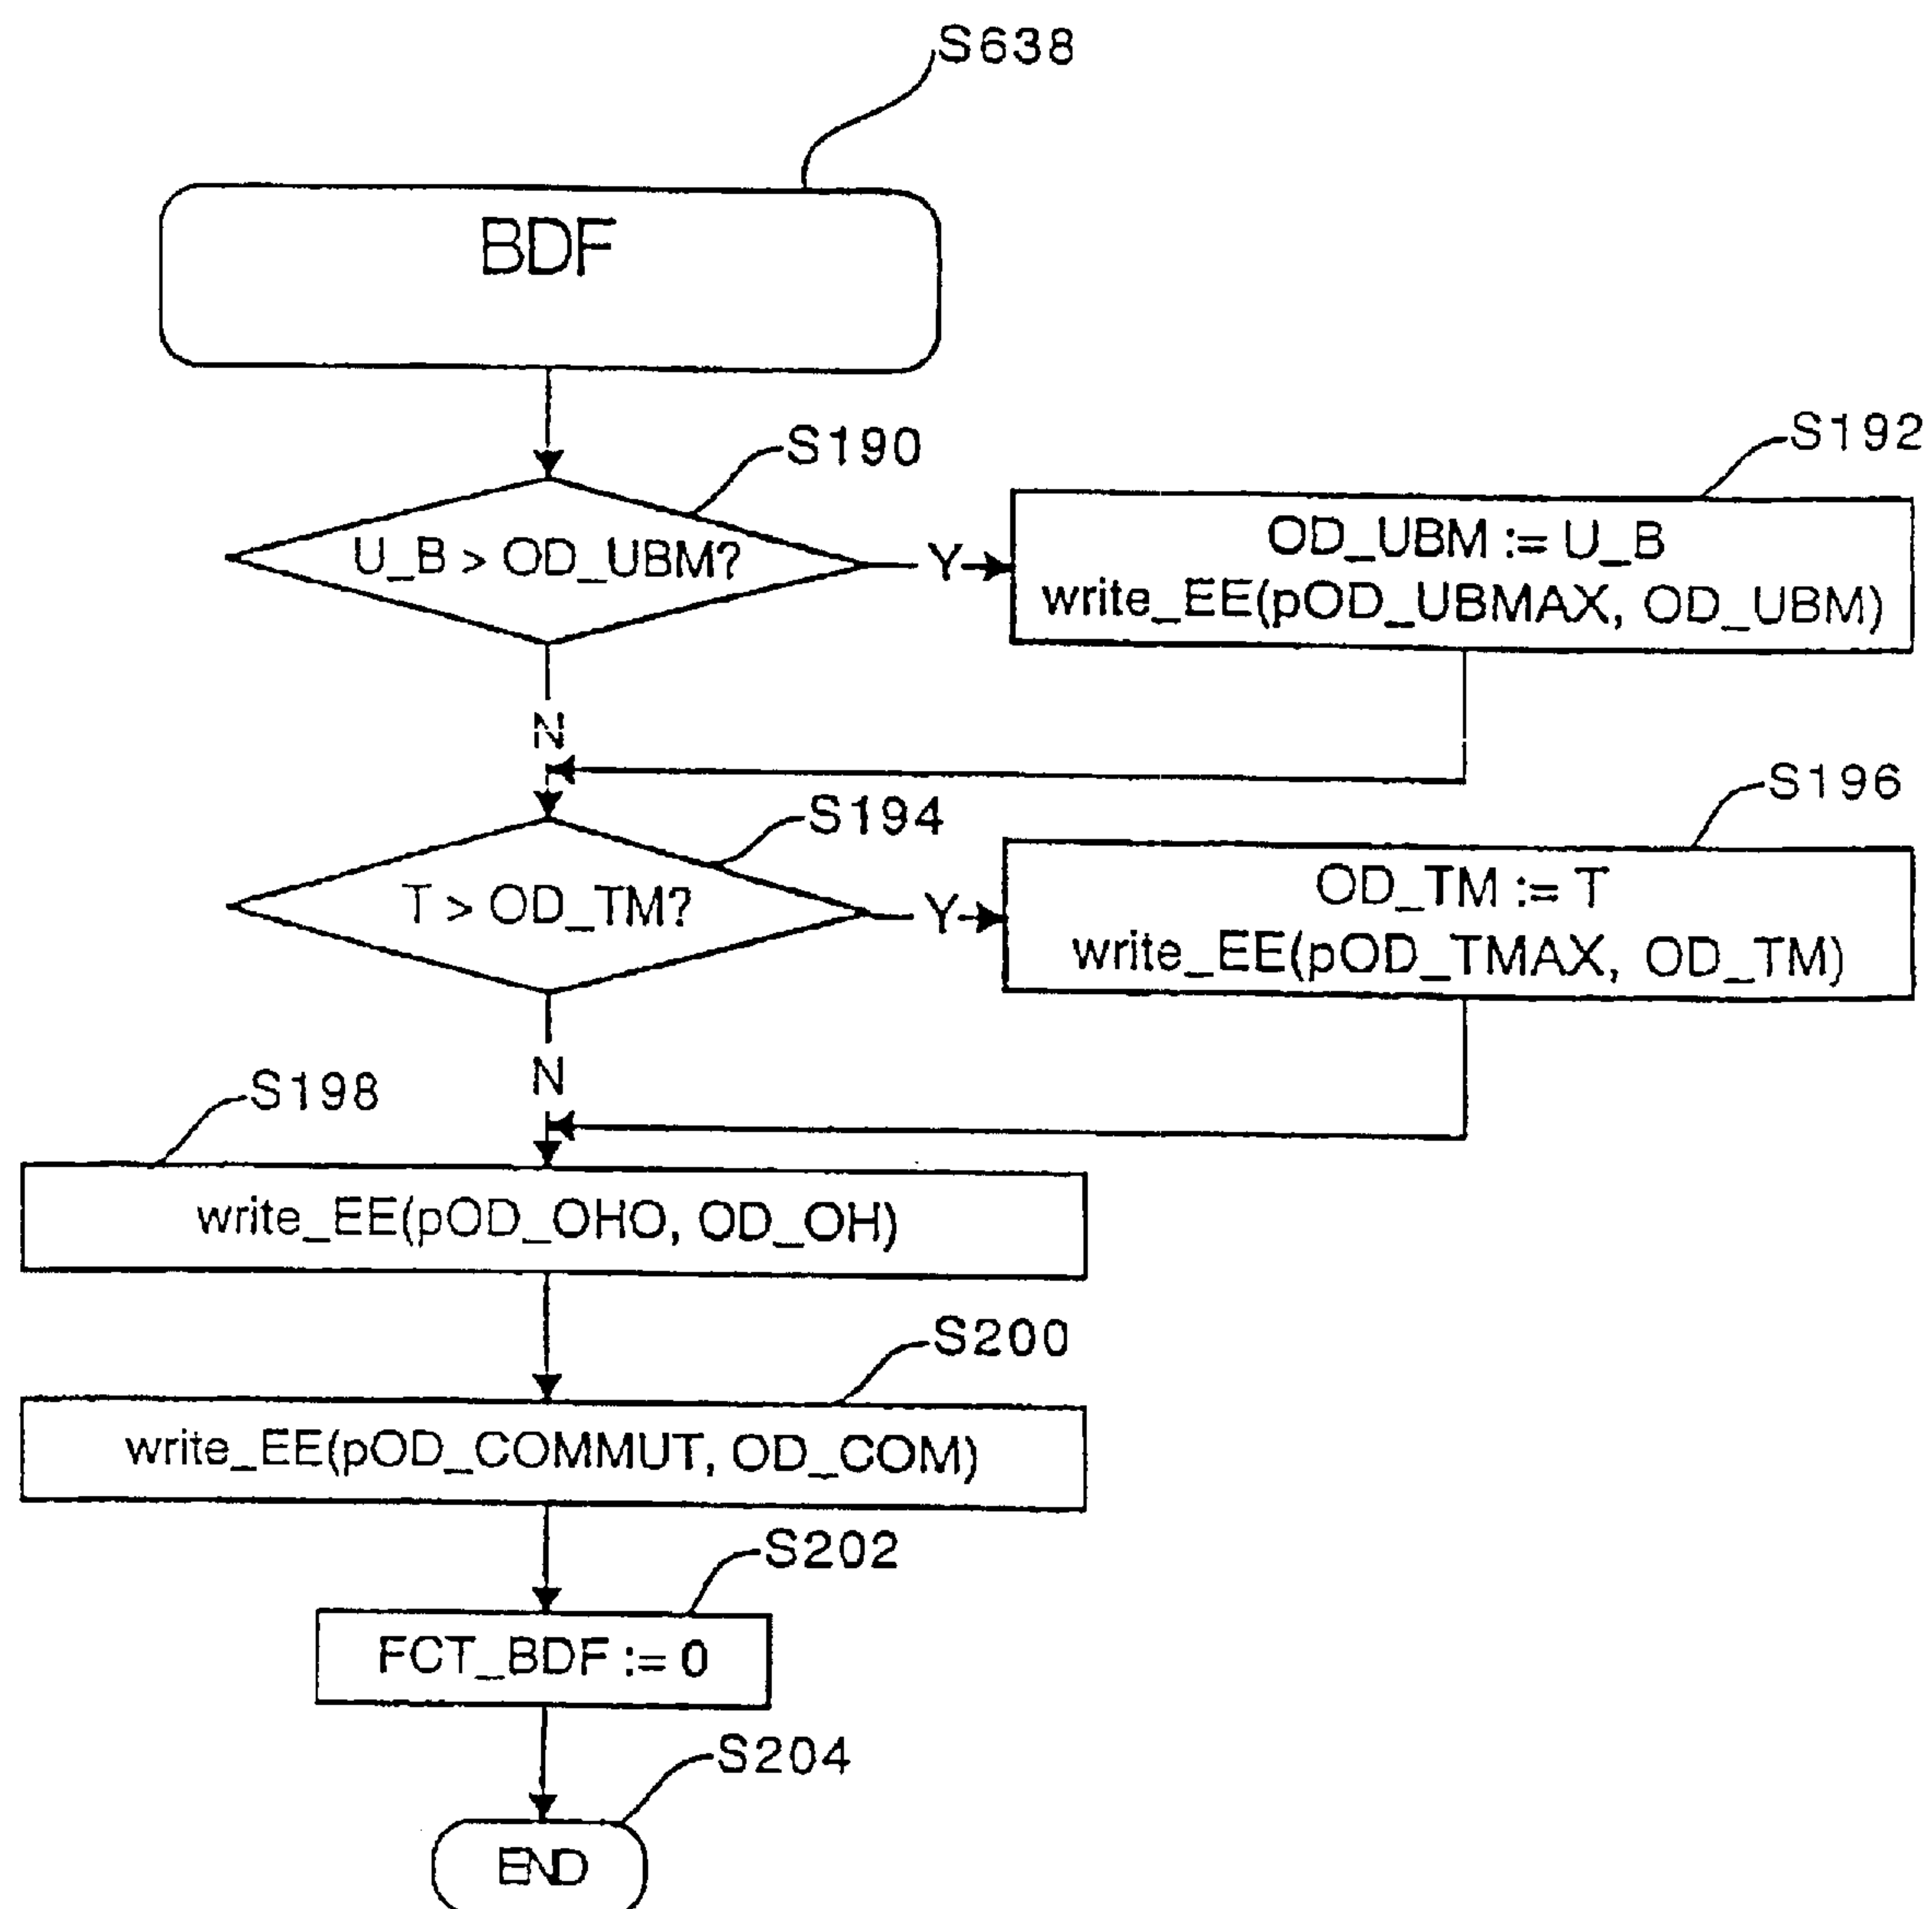 S638
BDF
S190
S192
U_B > OD_UBM?
Y
OD_UBM := U_B
write_EE(pOD_UBMAX, OD_UBM)
N
S194
S196
T > OD_TM?
Y
OD_TM := T
write_EE(pOD_TMAX, OD_TM)
N
S198
write_EE(pOD_OHO, OD_OH)
S200
write_EE(pOD_COMMUT, OD_COM)
S202
FCT_BDF := 0
S204
END